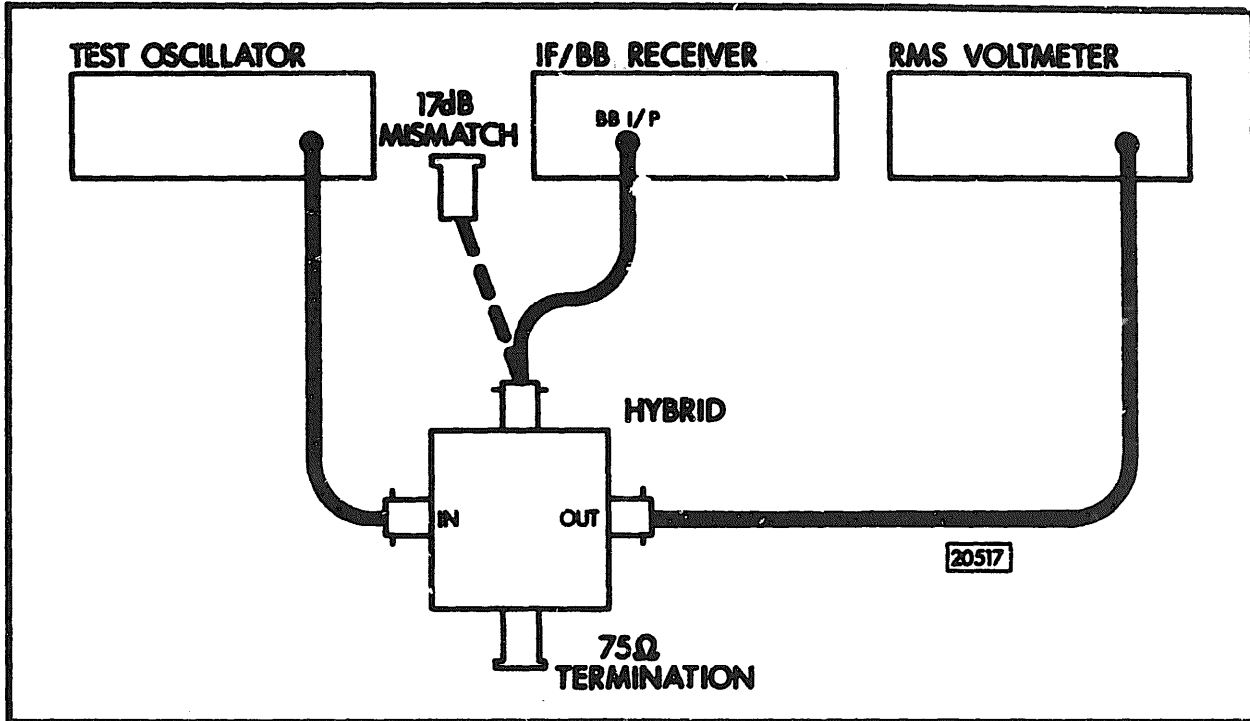 TEST OSCILLATOR
IF/BB RECEIVER
RMS VOLTMETER
17dB
MISMATCH
BB I/P
HYBRID
IN
OUT
20517
75Ω
TERMINATION